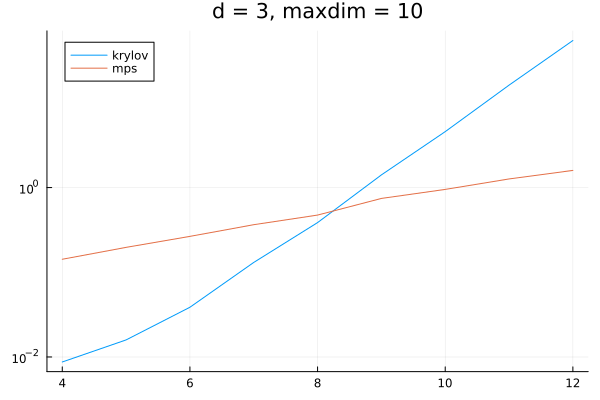 d = 3, maxdim = 10
krylov
mps
10^0
10^-2
4 6 8 10 12